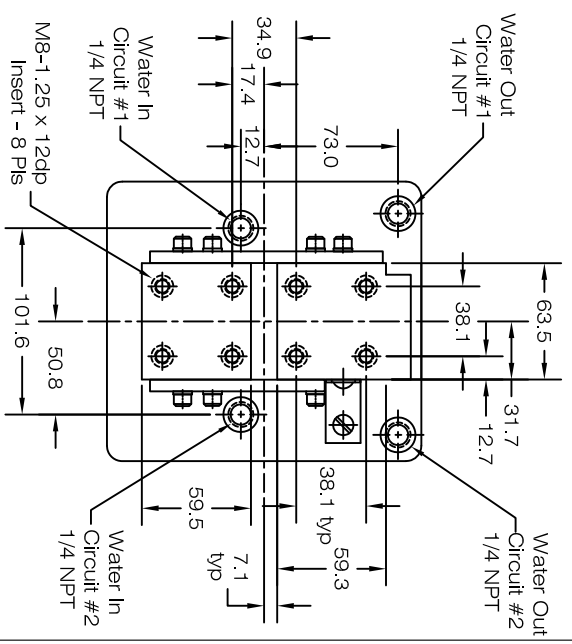 Water Out
Circuit #1
1/4 NPT
Water In
Circuit #1
1/4 NPT
M8-1.25 x 12dp
Insert - 8 Pls
34.9
17.4
12.7
73.0
101.6
50.8
63.5
38.1
31.7
12.7
38.1 typ
59.3
59.5
7.1
typ
Water Out
Circuit #2
1/4 NPT
Water In
Circuit #2
1/4 NPT